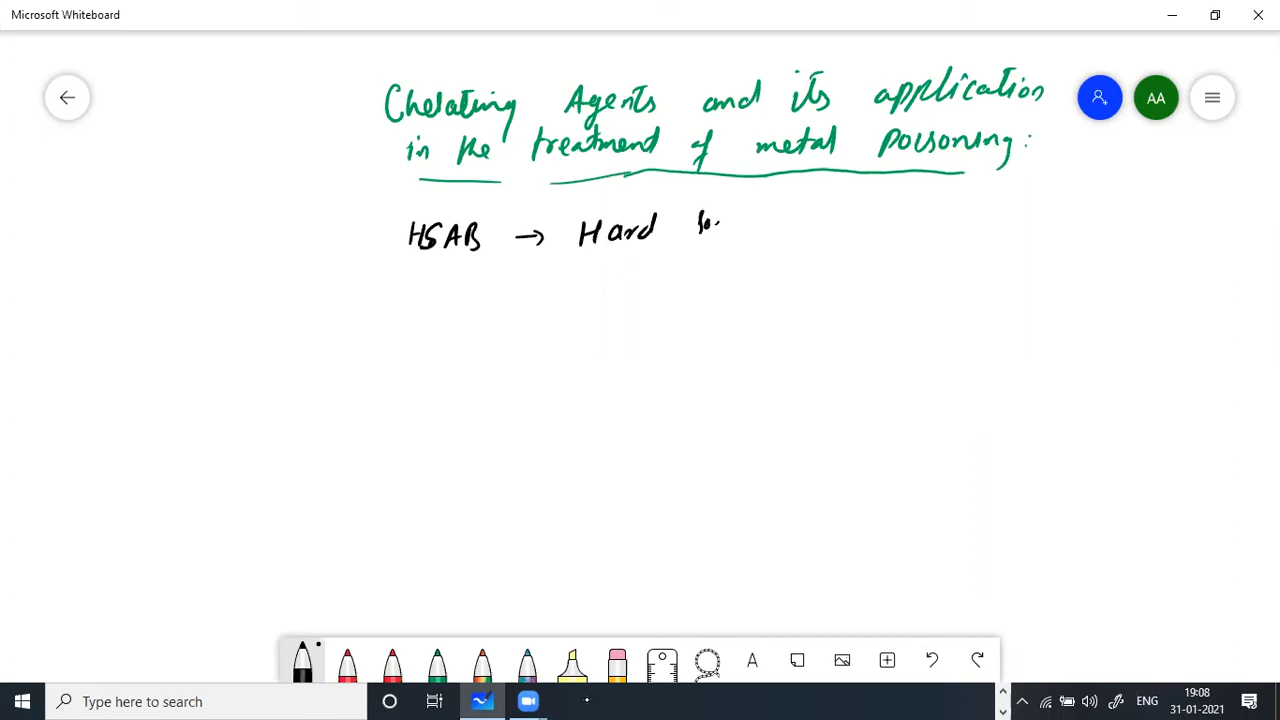 Microsoft Whiteboard
Chelating Agents and its application
in the treatment of metal poisoning:
AA
HSAB → Hard
A
Type here to search
ENG
19:08
31-01-2021